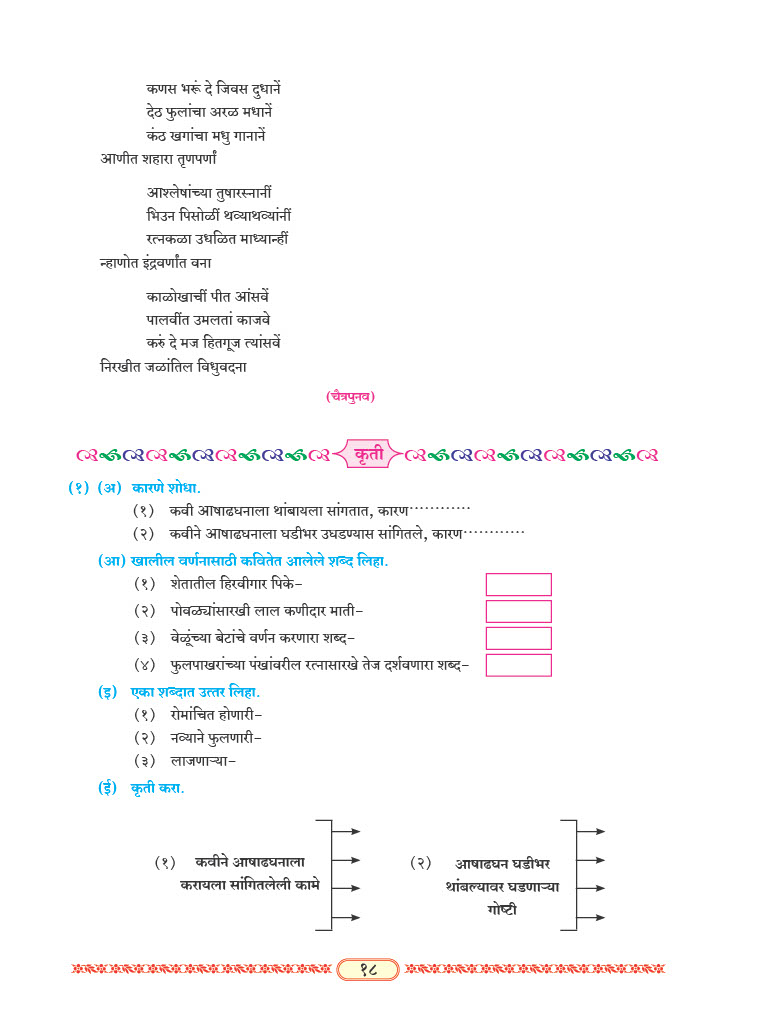 कणस भरूं दे जिवस दुधानें
देठ फुलांचा अरळ मधानें
कंठ खगांचा मधु गानानें
आणीत शहारा तृणपर्णां
आश्लेषांच्या तुषारस्नानीं
भिउन पिसोळीं थव्याथव्यांनीं
रत्नकळा उधळित माध्यान्हीं
न्हाणोत इंद्रवर्णांत वना
काळोखाचीं पीत आंसवें
पालवींत उमलतां काजवे
करुं दे मज हितगूज त्यांसवें
निरखीत जळांतिल विधुवदना
(चैत्रपुनव)
कृती
(१) (अ) कारणे शोधा.
(१) कवी आषाढघनाला थांबायला सांगतात, कारण············
(२) कवीने आषाढघनाला घडीभर उघडण्यास सांगितले, कारण············
(आ) खालील वर्णनासाठी कवितेत आलेले शब्द लिहा.
(१) शेतातील हिरवीगार पिके–
(२) पोवळ्यांसारखी लाल कणीदार माती–
(३) वेळूंच्या बेटांचे वर्णन करणारा शब्द–
(४) फुलपाखरांच्या पंखांवरील रत्नासारखे तेज दर्शवणारा शब्द–
(इ) एका शब्दात उत्तर लिहा.
(१) रोमांचित होणारी–
(२) नव्याने फुलणारी–
(३) लाजणाऱ्या–
(ई) कृती करा.
(१) कवीने आषाढघनाला
करायला सांगितलेली कामे
(२) आषाढघन घडीभर
थांबल्यावर घडणाऱ्या
गोष्टी
१८